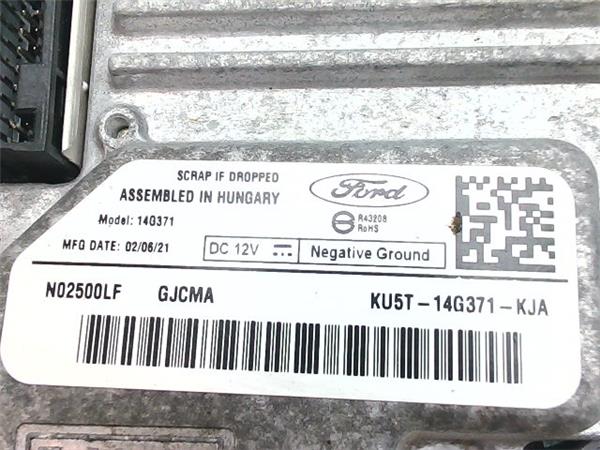 SCRAP IF DROPPED
ASSEMBLED IN HUNGARY
Model: 14G371
MFG DATE: 02/06/21
Ford
R43208
RoHS
DC 12V
Negative Ground
N02500LF GJCMA KU5T-14G371-KJA